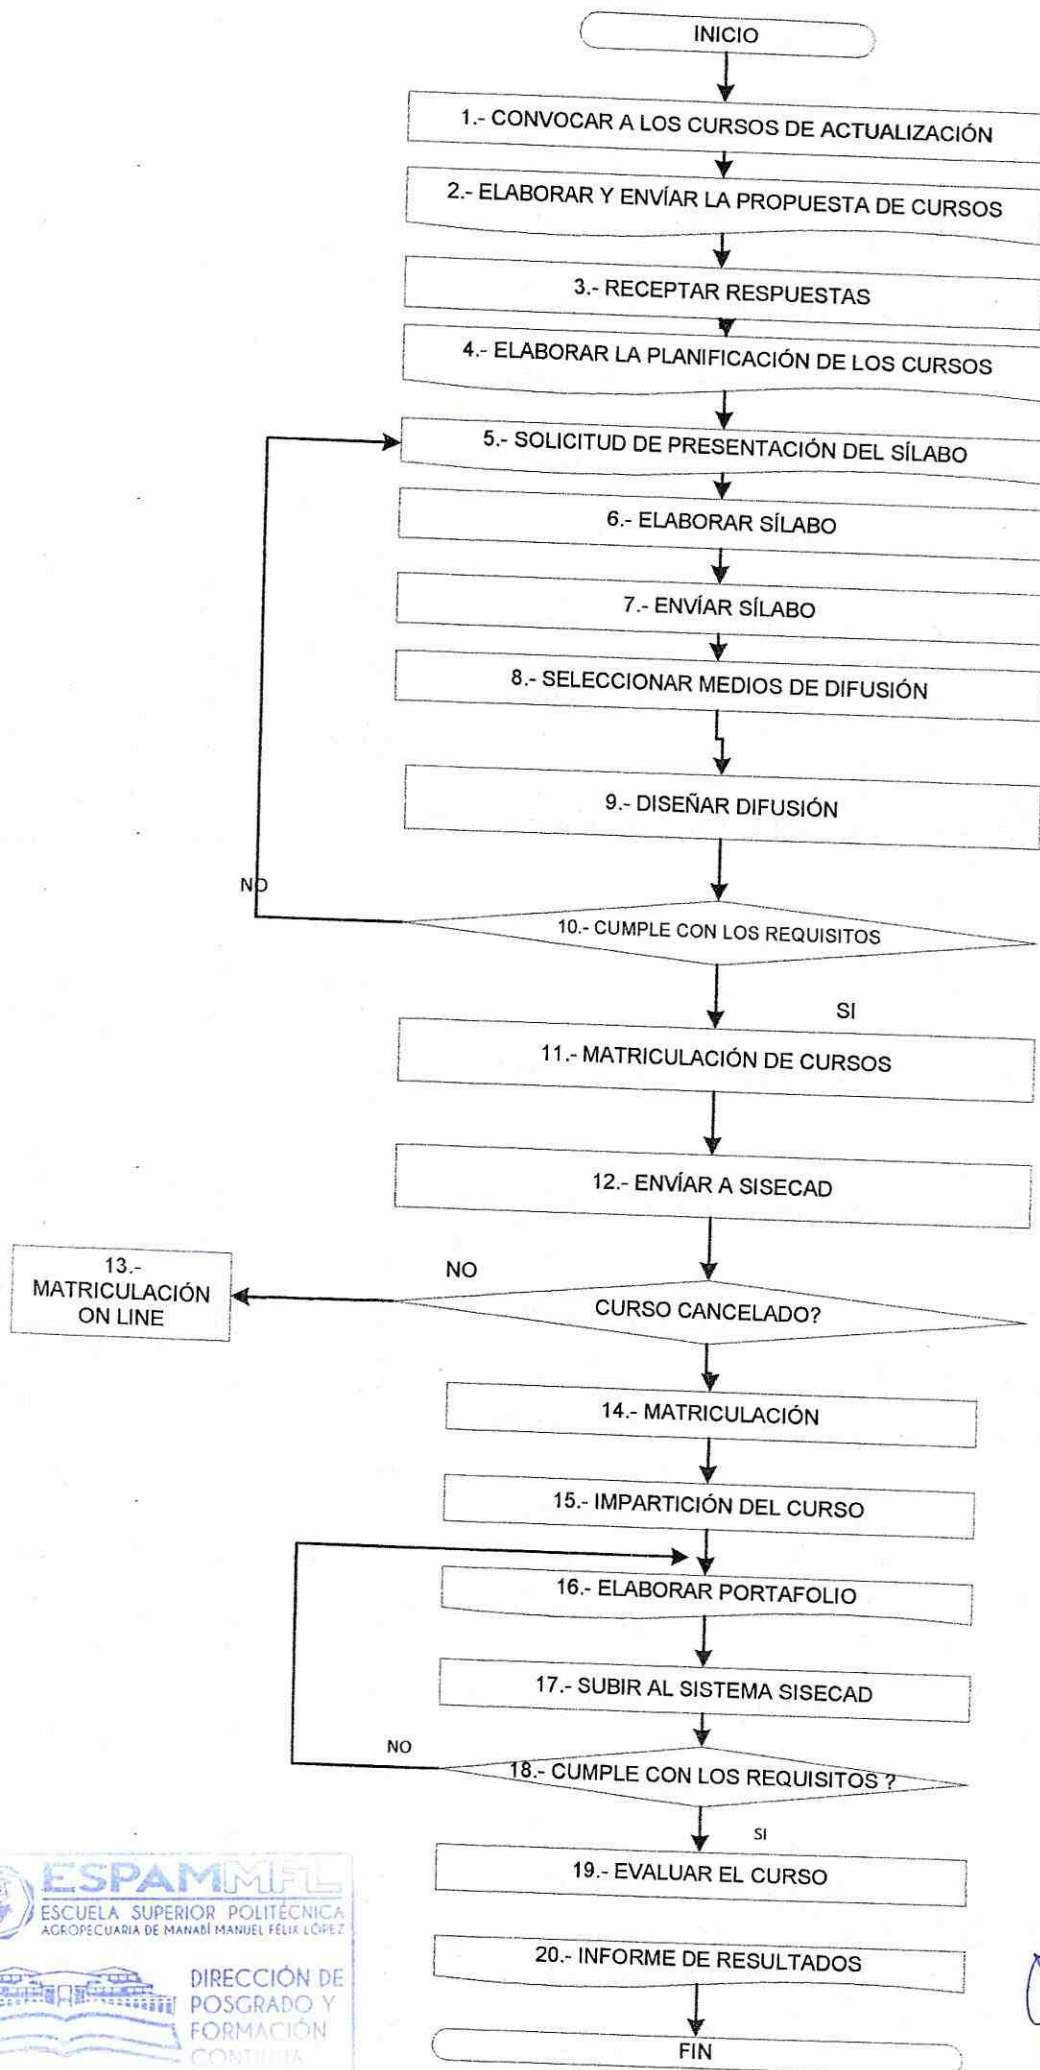 INICIO
1.- CONVOCAR A LOS CURSOS DE ACTUALIZACIÓN
2.- ELABORAR Y ENVÍAR LA PROPUESTA DE CURSOS
3.- RECEPTAR RESPUESTAS
4.- ELABORAR LA PLANIFICACIÓN DE LOS CURSOS
5.- SOLICITUD DE PRESENTACIÓN DEL SÍLABO
6.- ELABORAR SÍLABO
7.- ENVÍAR SÍLABO
8.- SELECCIONAR MEDIOS DE DIFUSIÓN
9.- DISEÑAR DIFUSIÓN
NO
10.- CUMPLE CON LOS REQUISITOS
SI
11.- MATRICULACIÓN DE CURSOS
12.- ENVÍAR A SISECAD
13.-
MATRICULACIÓN
ON LINE
NO
CURSO CANCELADO?
14.- MATRICULACIÓN
15.- IMPARTICIÓN DEL CURSO
16.- ELABORAR PORTAFOLIO
17.- SUBIR AL SISTEMA SISECAD
NO
18.- CUMPLE CON LOS REQUISITOS ?
SI
19.- EVALUAR EL CURSO
20.- INFORME DE RESULTADOS
FIN
ESPAMMFL
ESCUELA SUPERIOR POLITÉCNICA
AGROPECUARIA DE MANABÍ MANUEL FÉLIX LÓPEZ
DIRECCIÓN DE
POSGRADO Y
FORMACIÓN
CONTINUA